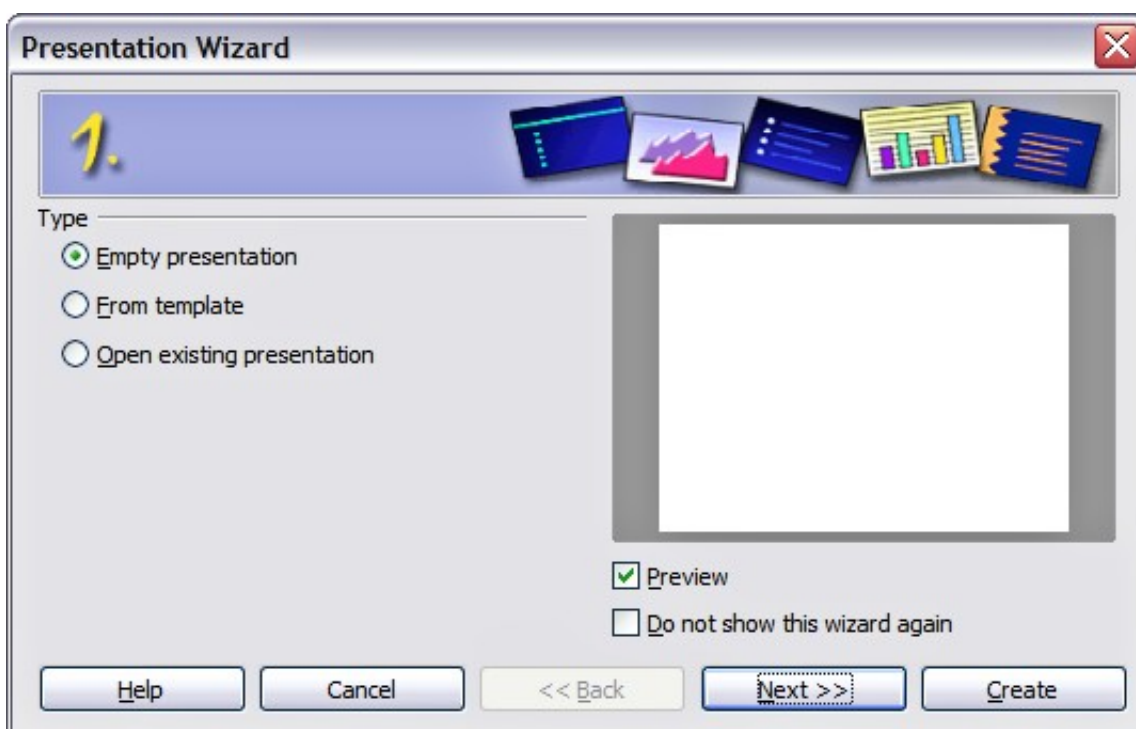 Presentation Wizard
1.
Type
Empty presentation
From template
Open existing presentation
Preview
Do not show this wizard again
Help
Cancel
<< Back
Next >>
Create